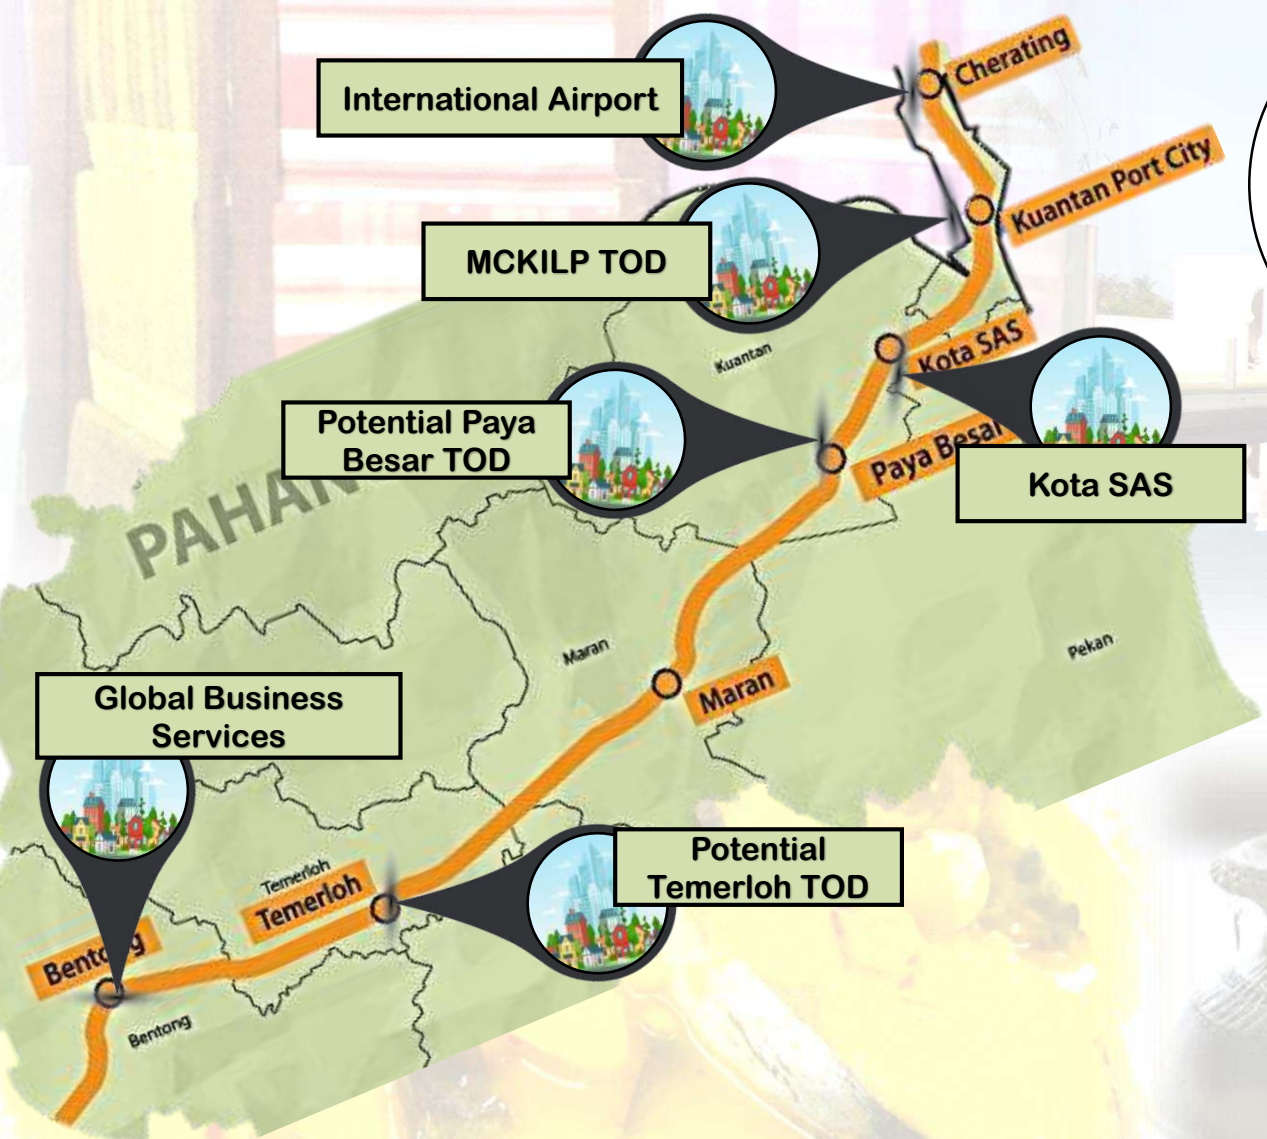 Cherating
International Airport
Kuantan Port City
MCKILP TOD
Kota SAS
Kuantan
Potential Paya
Besar TOD
Paya Besar
Kota SAS
PAHAN
Maran
Pekan
Maran
Global Business
Services
Potential
Temerloh TOD
Temerloh
Temerloh
Bentong
Bentong